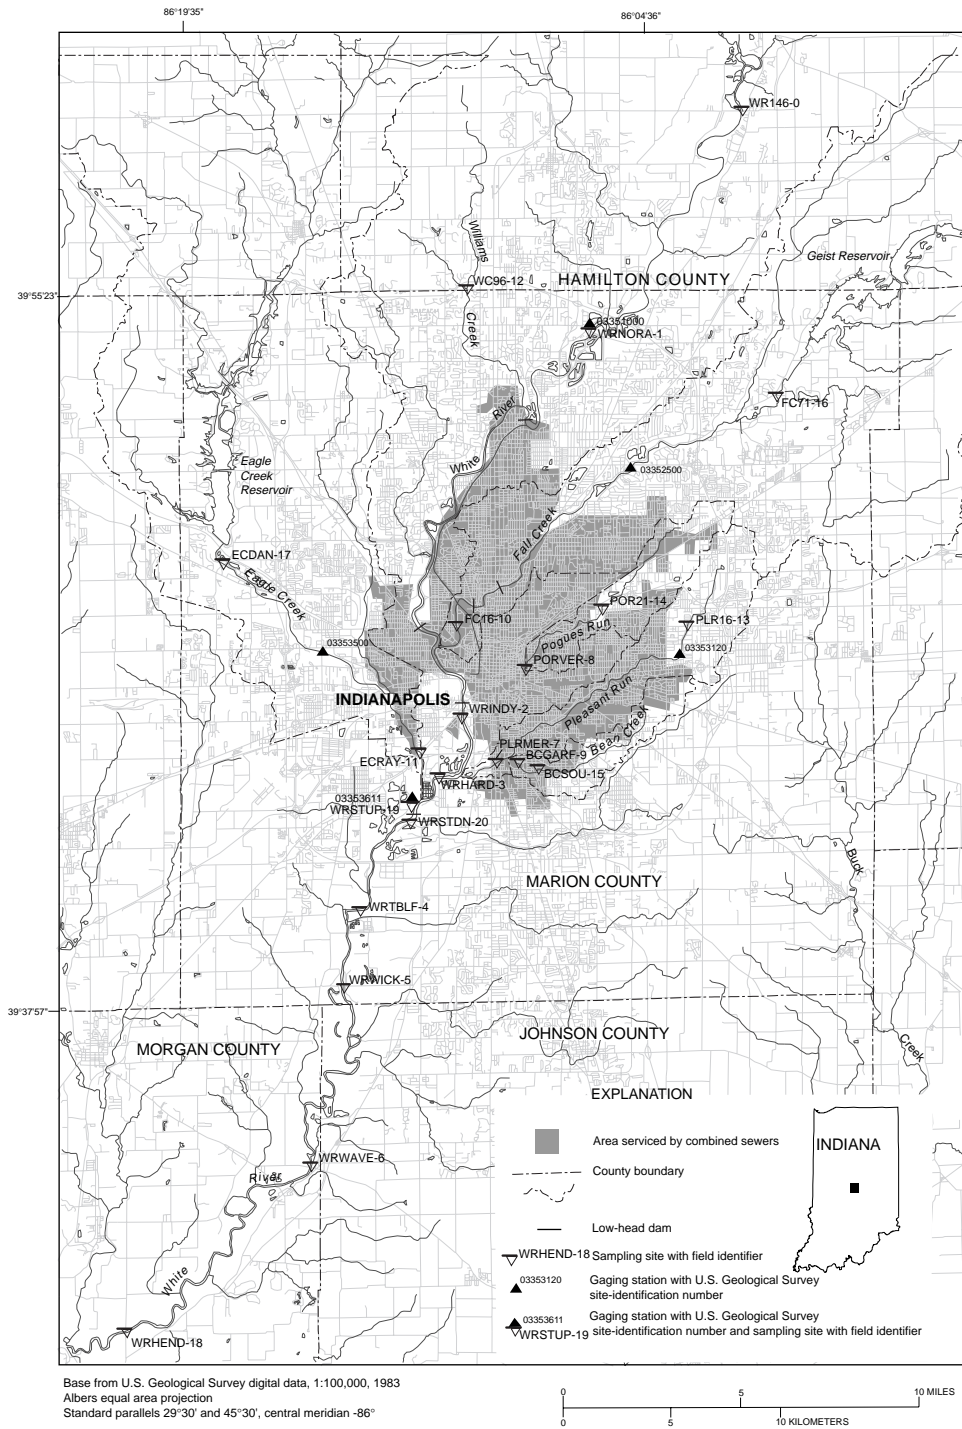 86°19'35"
86°04'36"
WR146-0
Williams
Geist Reservoir
WC96-12
HAMILTON COUNTY
39°55'23"
Creek
03351000
WRNORA-1
FC71-16
River
White
Eagle
Creek
Reservoir
03352500
Fall Creek
ECDAN-17
Eagle Creek
POR21-14
FC16-10
PLR16-13
Pogues Run
03353500
03353120
PORVER-8
INDIANAPOLIS
WRINDY-2
Pleasant Run
Bean Creek
PLRMER-7
BCGARF-9
ECRAY-11
BCSOU-15
WRHARD-3
03353611
WRSTUP-19
WRSTDN-20
Buck
MARION COUNTY
WRTBLF-4
WRWICK-5
39°37'57"
JOHNSON COUNTY
MORGAN COUNTY
Creek
EXPLANATION
INDIANA
Area serviced by combined sewers
WRWAVE-6
County boundary
River
Low-head dam
WRHEND-18 Sampling site with field identifier
White
03353120
Gaging station with U.S. Geological Survey
site-identification number
03353611
Gaging station with U.S. Geological Survey
WRSTUP-19 site-identification number and sampling site with field identifier
WRHEND-18
Base from U.S. Geological Survey digital data, 1:100,000, 1983
Albers equal area projection
Standard parallels 29°30' and 45°30', central meridian -86°
0 5 10 MILES
0 5 10 KILOMETERS